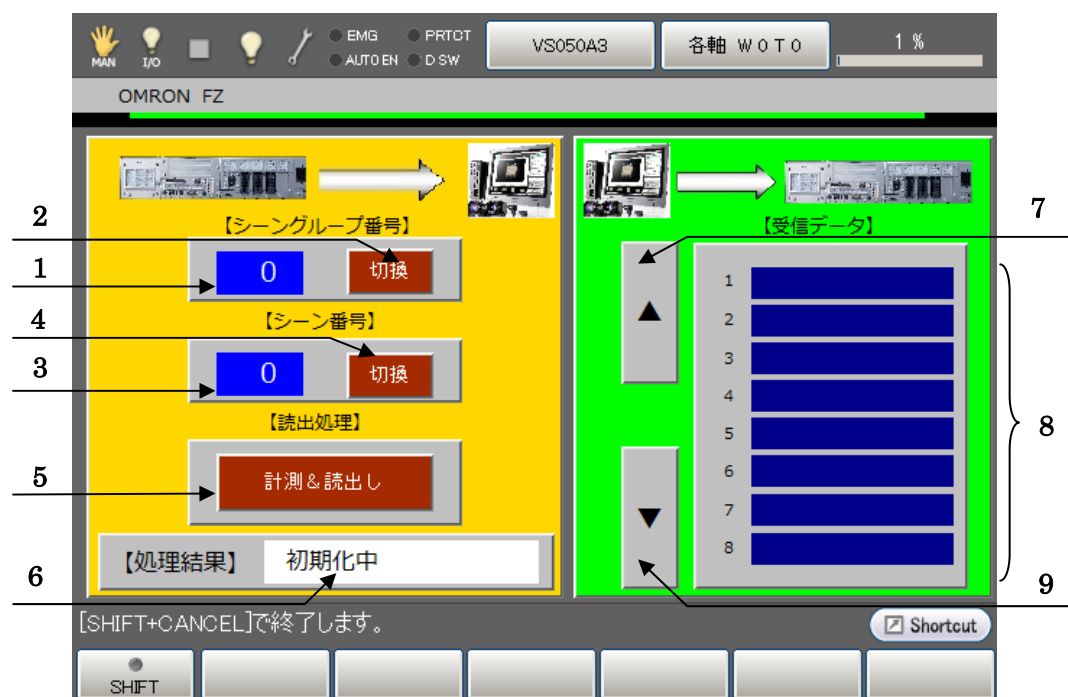 MAN
I/O
EMG
PRTCT
AUTO EN
D SW
VS050A3
各軸 W0T0
1 %
OMRON FZ
【シーングループ番号】
2
1
0
切換
【シーン番号】
4
3
0
切換
【読出処理】
5
計測&読出し
【処理結果】
初期化中
6
【受信データ】
7
▲
▼
1
2
3
4
5
6
7
8
8
9
[SHIFT+CANCEL]で終了します。
Shortcut
SHIFT